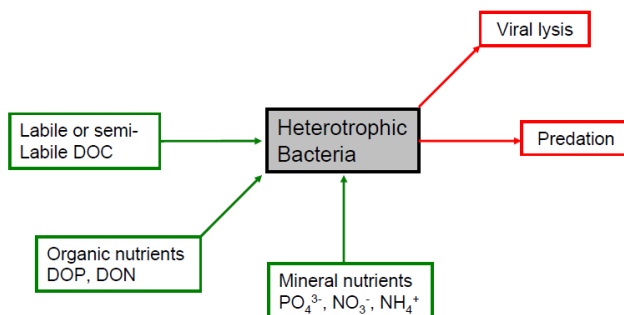 Viral lysis
Labile or semi-
Labile DOC
Heterotrophic
Bacteria
Predation
Organic nutrients
DOP, DON
Mineral nutrients
PO₄³⁻, NO₃⁻, NH₄⁺